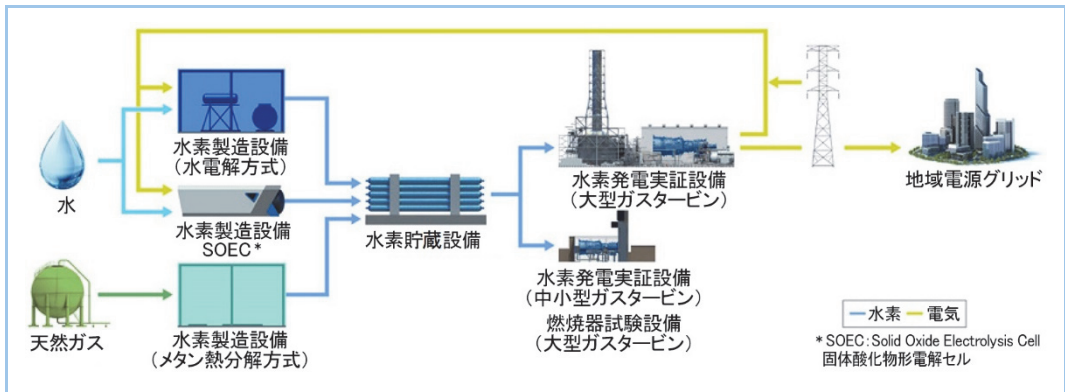 水
天然ガス
水素製造設備
(水電解方式)
水素製造設備
SOEC*
水素製造設備
(メタン熱分解方式)
水素貯蔵設備
水素発電実証設備
(大型ガスタービン)
水素発電実証設備
(中小型ガスタービン)
燃焼器試験設備
(大型ガスタービン)
地域電源グリッド
水素 電気
* SOEC:Solid Oxide Electrolysis Cell
固体酸化物形電解セル